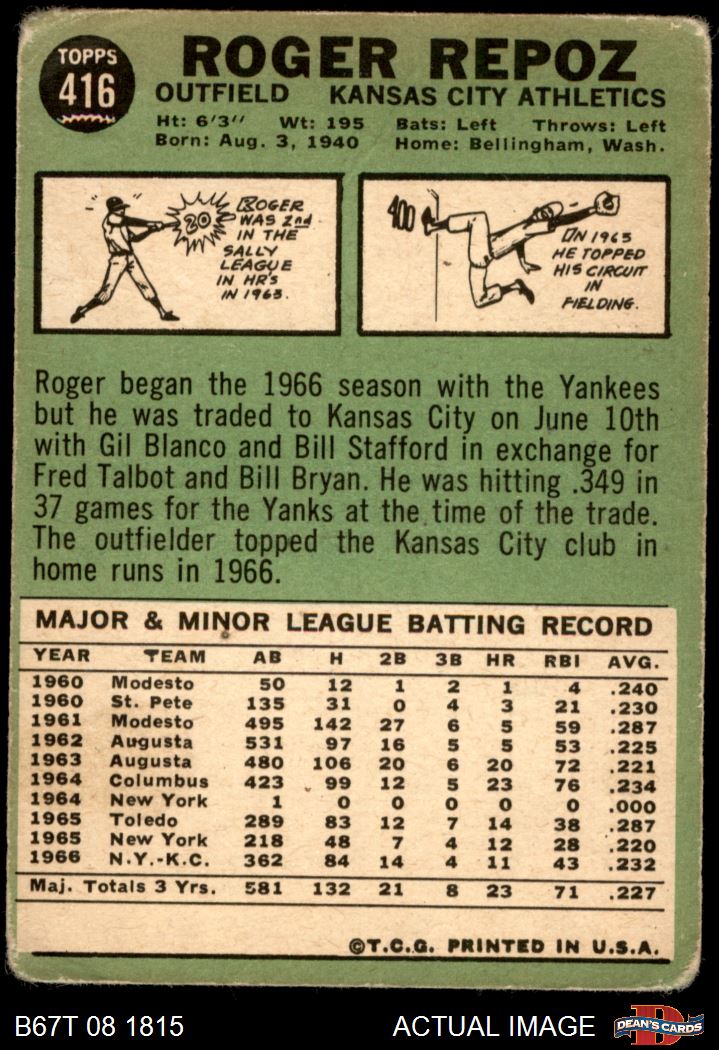 TOPPS
416
ROGER REPOZ
OUTFIELD KANSAS CITY ATHLETICS
Ht: 6'3" Wt: 195 Bats: Left Throws: Left
Born: Aug. 3, 1940 Home: Bellingham, Wash.
20
ROGER
WAS 2nd
IN THE
SALLY
LEAGUE
IN HR'S
IN 1963.
400
IN 1963
HE TOPPED
HIS CIRCUIT
IN
FIELDING.
Roger began the 1966 season with the Yankees
but he was traded to Kansas City on June 10th
with Gil Blanco and Bill Stafford in exchange for
Fred Talbot and Bill Bryan. He was hitting .349 in
37 games for the Yanks at the time of the trade.
The outfielder topped the Kansas City club in
home runs in 1966.
MAJOR & MINOR LEAGUE BATTING RECORD
YEAR TEAM AB H 2B 3B HR RBI AVG.
1960 Modesto 50 12 1 2 1 4 .240
1960 St. Pete 135 31 0 4 3 21 .230
1961 Modesto 495 142 27 6 5 59 .287
1962 Augusta 531 97 16 5 5 53 .225
1963 Augusta 480 106 20 6 20 72 .221
1964 Columbus 423 99 12 5 23 76 .234
1964 New York 1 0 0 0 0 0 .000
1965 Toledo 289 83 12 7 14 38 .287
1965 New York 218 48 7 4 12 28 .220
1966 N.Y.-K.C. 362 84 14 4 11 43 .232
Maj. Totals 3 Yrs. 581 132 21 8 23 71 .227
©T.C.G. PRINTED IN U.S.A.
B67T 08 1815 ACTUAL IMAGE DEAN'S CARDS